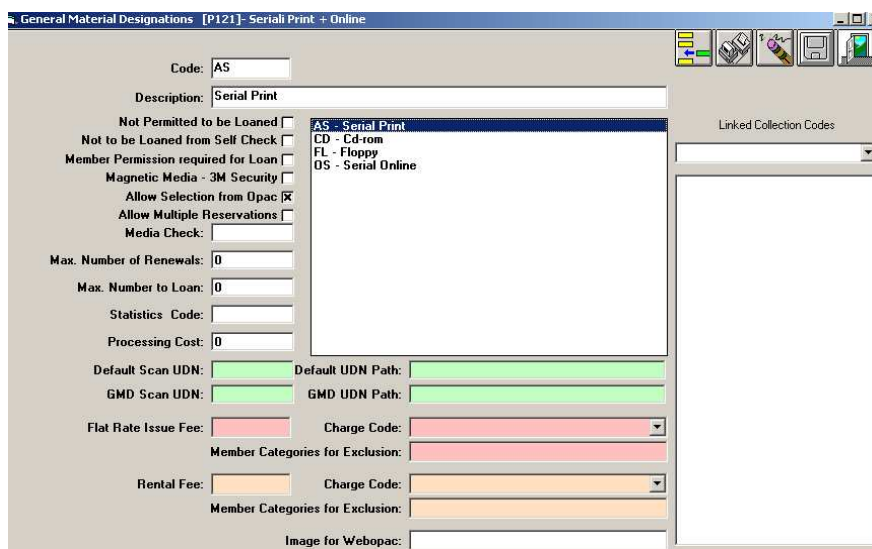 General Material Designations [P121]- Seriali Print + Online
Code: AS
Description: Serial Print
Not Permitted to be Loaned
Not to be Loaned from Self Check
Member Permission required for Loan
Magnetic Media - 3M Security
Allow Selection from Opac
Allow Multiple Reservations
Media Check:
Max. Number of Renewals: 0
Max. Number to Loan: 0
Statistics Code:
Processing Cost: 0
AS - Serial Print
CD - Cd-rom
FL - Floppy
OS - Serial Online
Linked Collection Codes
Default Scan UDN: Default UDN Path:
GMD Scan UDN: GMD UDN Path:
Flat Rate Issue Fee: Charge Code:
Member Categories for Exclusion:
Rental Fee: Charge Code:
Member Categories for Exclusion:
Image for Webopac: